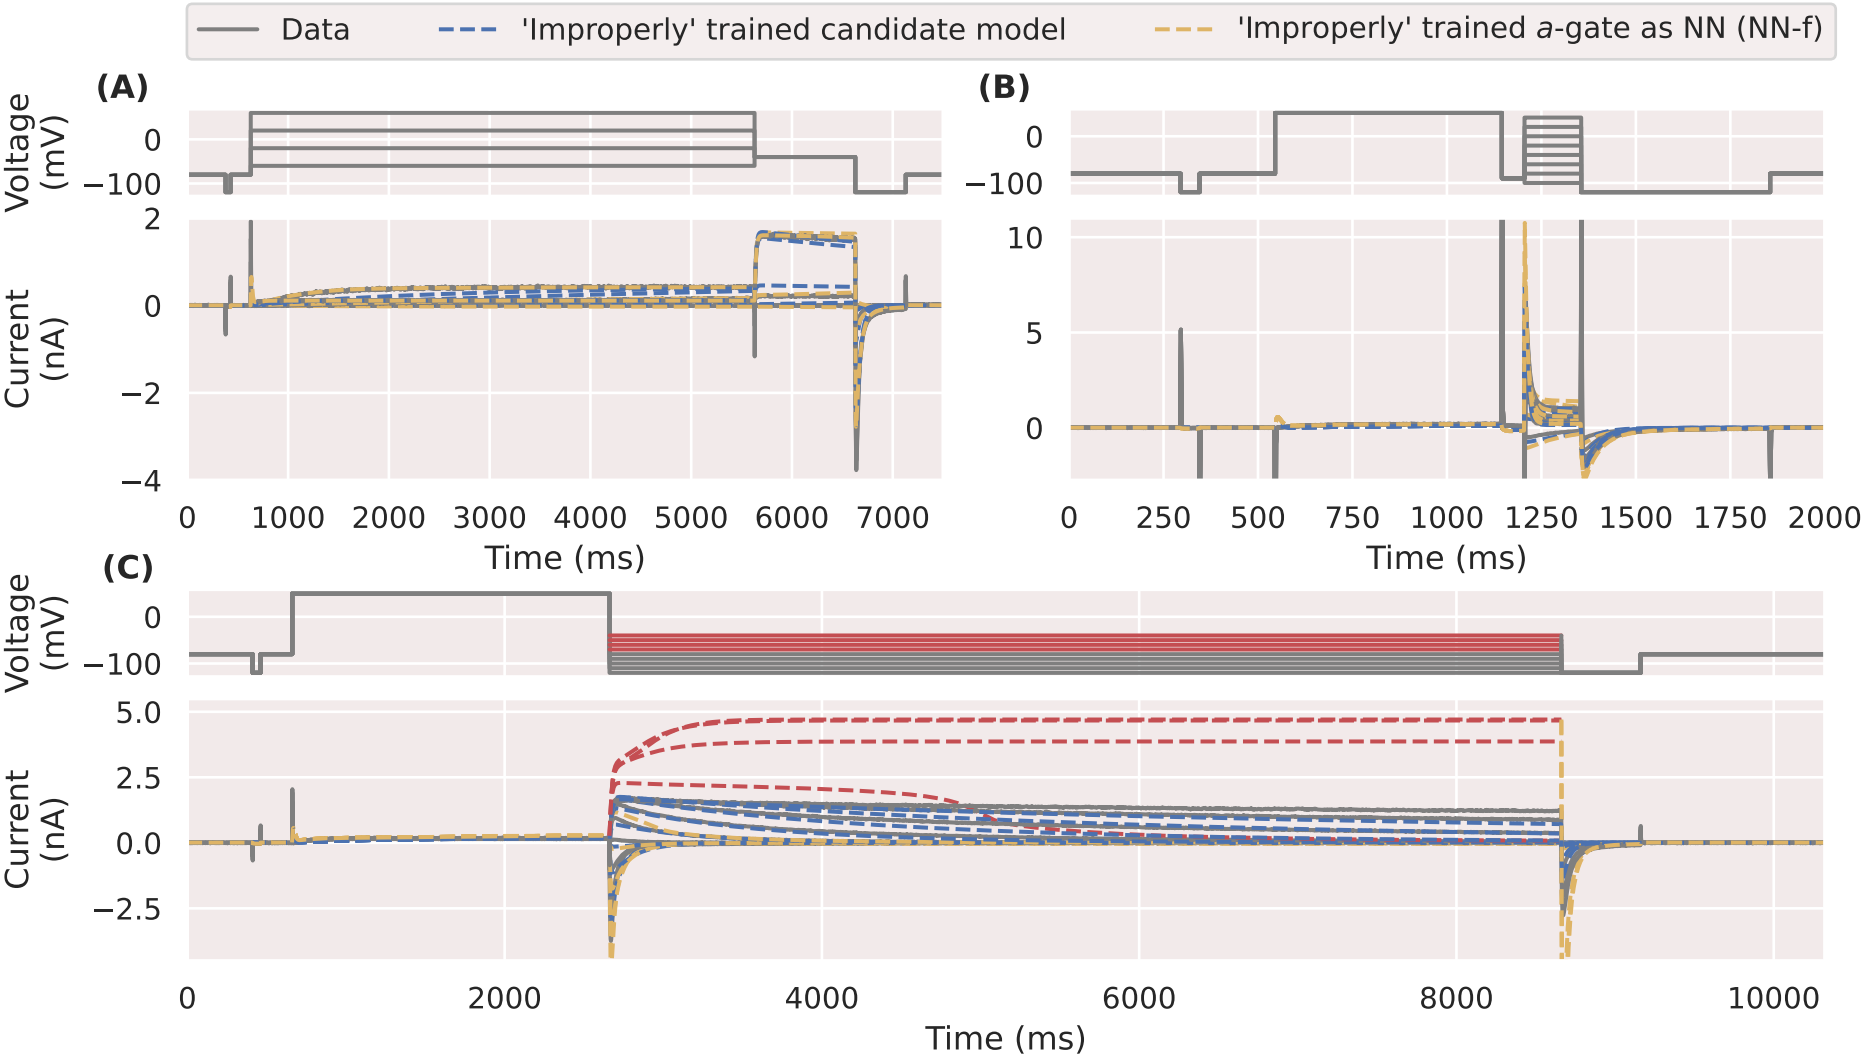 Data 'Improperly' trained candidate model 'Improperly' trained a-gate as NN (NN-f)
(A) (B)
Voltage (mV)
0
−100
Voltage (mV)
0
−100
Current (nA)
2
0
−2
−4
10
5
0
0 1000 2000 3000 4000 5000 6000 7000
Time (ms)
0 250 500 750 1000 1250 1500 1750 2000
Time (ms)
(C)
Voltage (mV)
0
−100
Current (nA)
5.0
2.5
0.0
−2.5
0 2000 4000 6000 8000 10000
Time (ms)